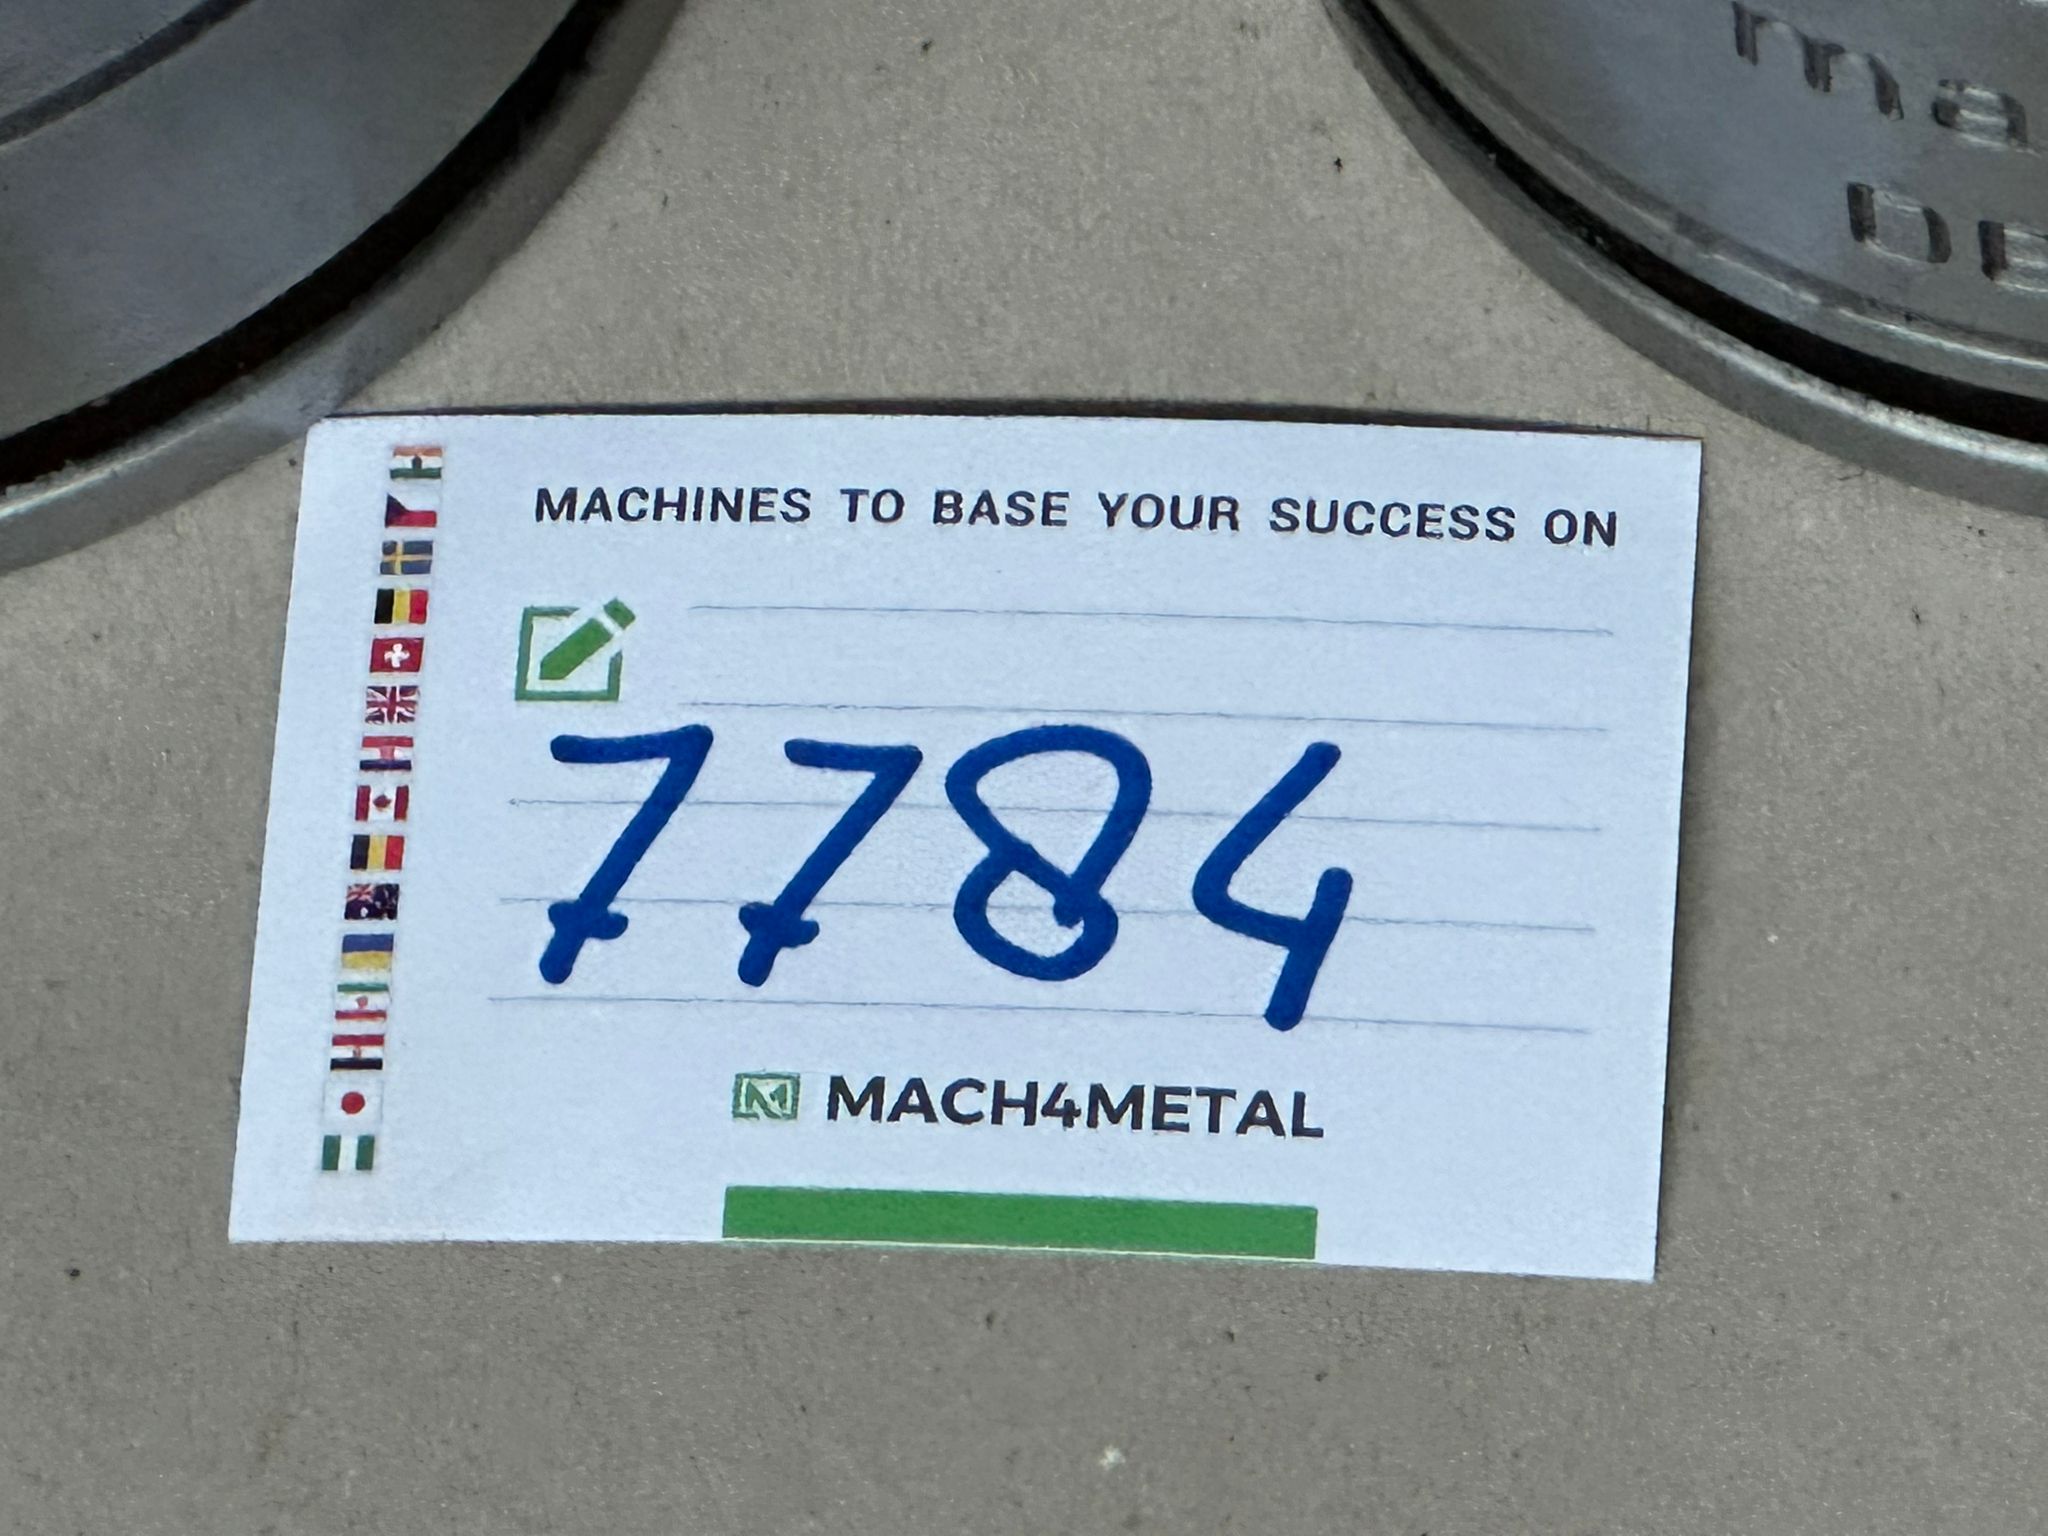 MACHINES TO BASE YOUR SUCCESS ON
7784
MACH4METAL